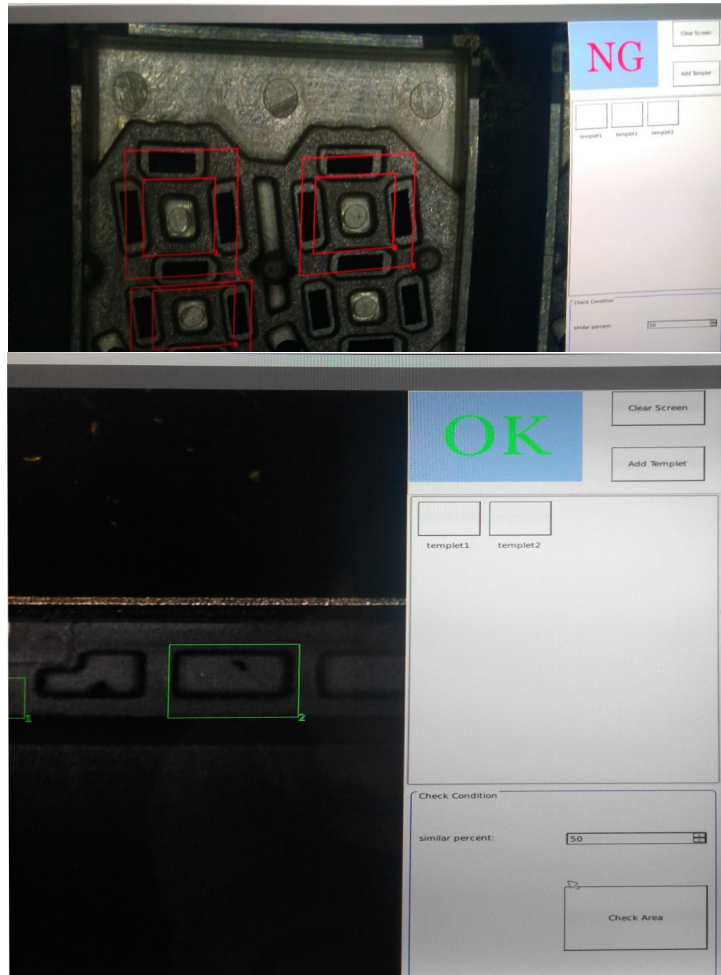 NG
Clear Screen
Add Templet
templet1 templet2 templet3
Check Condition
similar percent:
OK
Clear Screen
Add Templet
templet1 templet2
1
2
Check Condition
similar percent: 50
Check Area